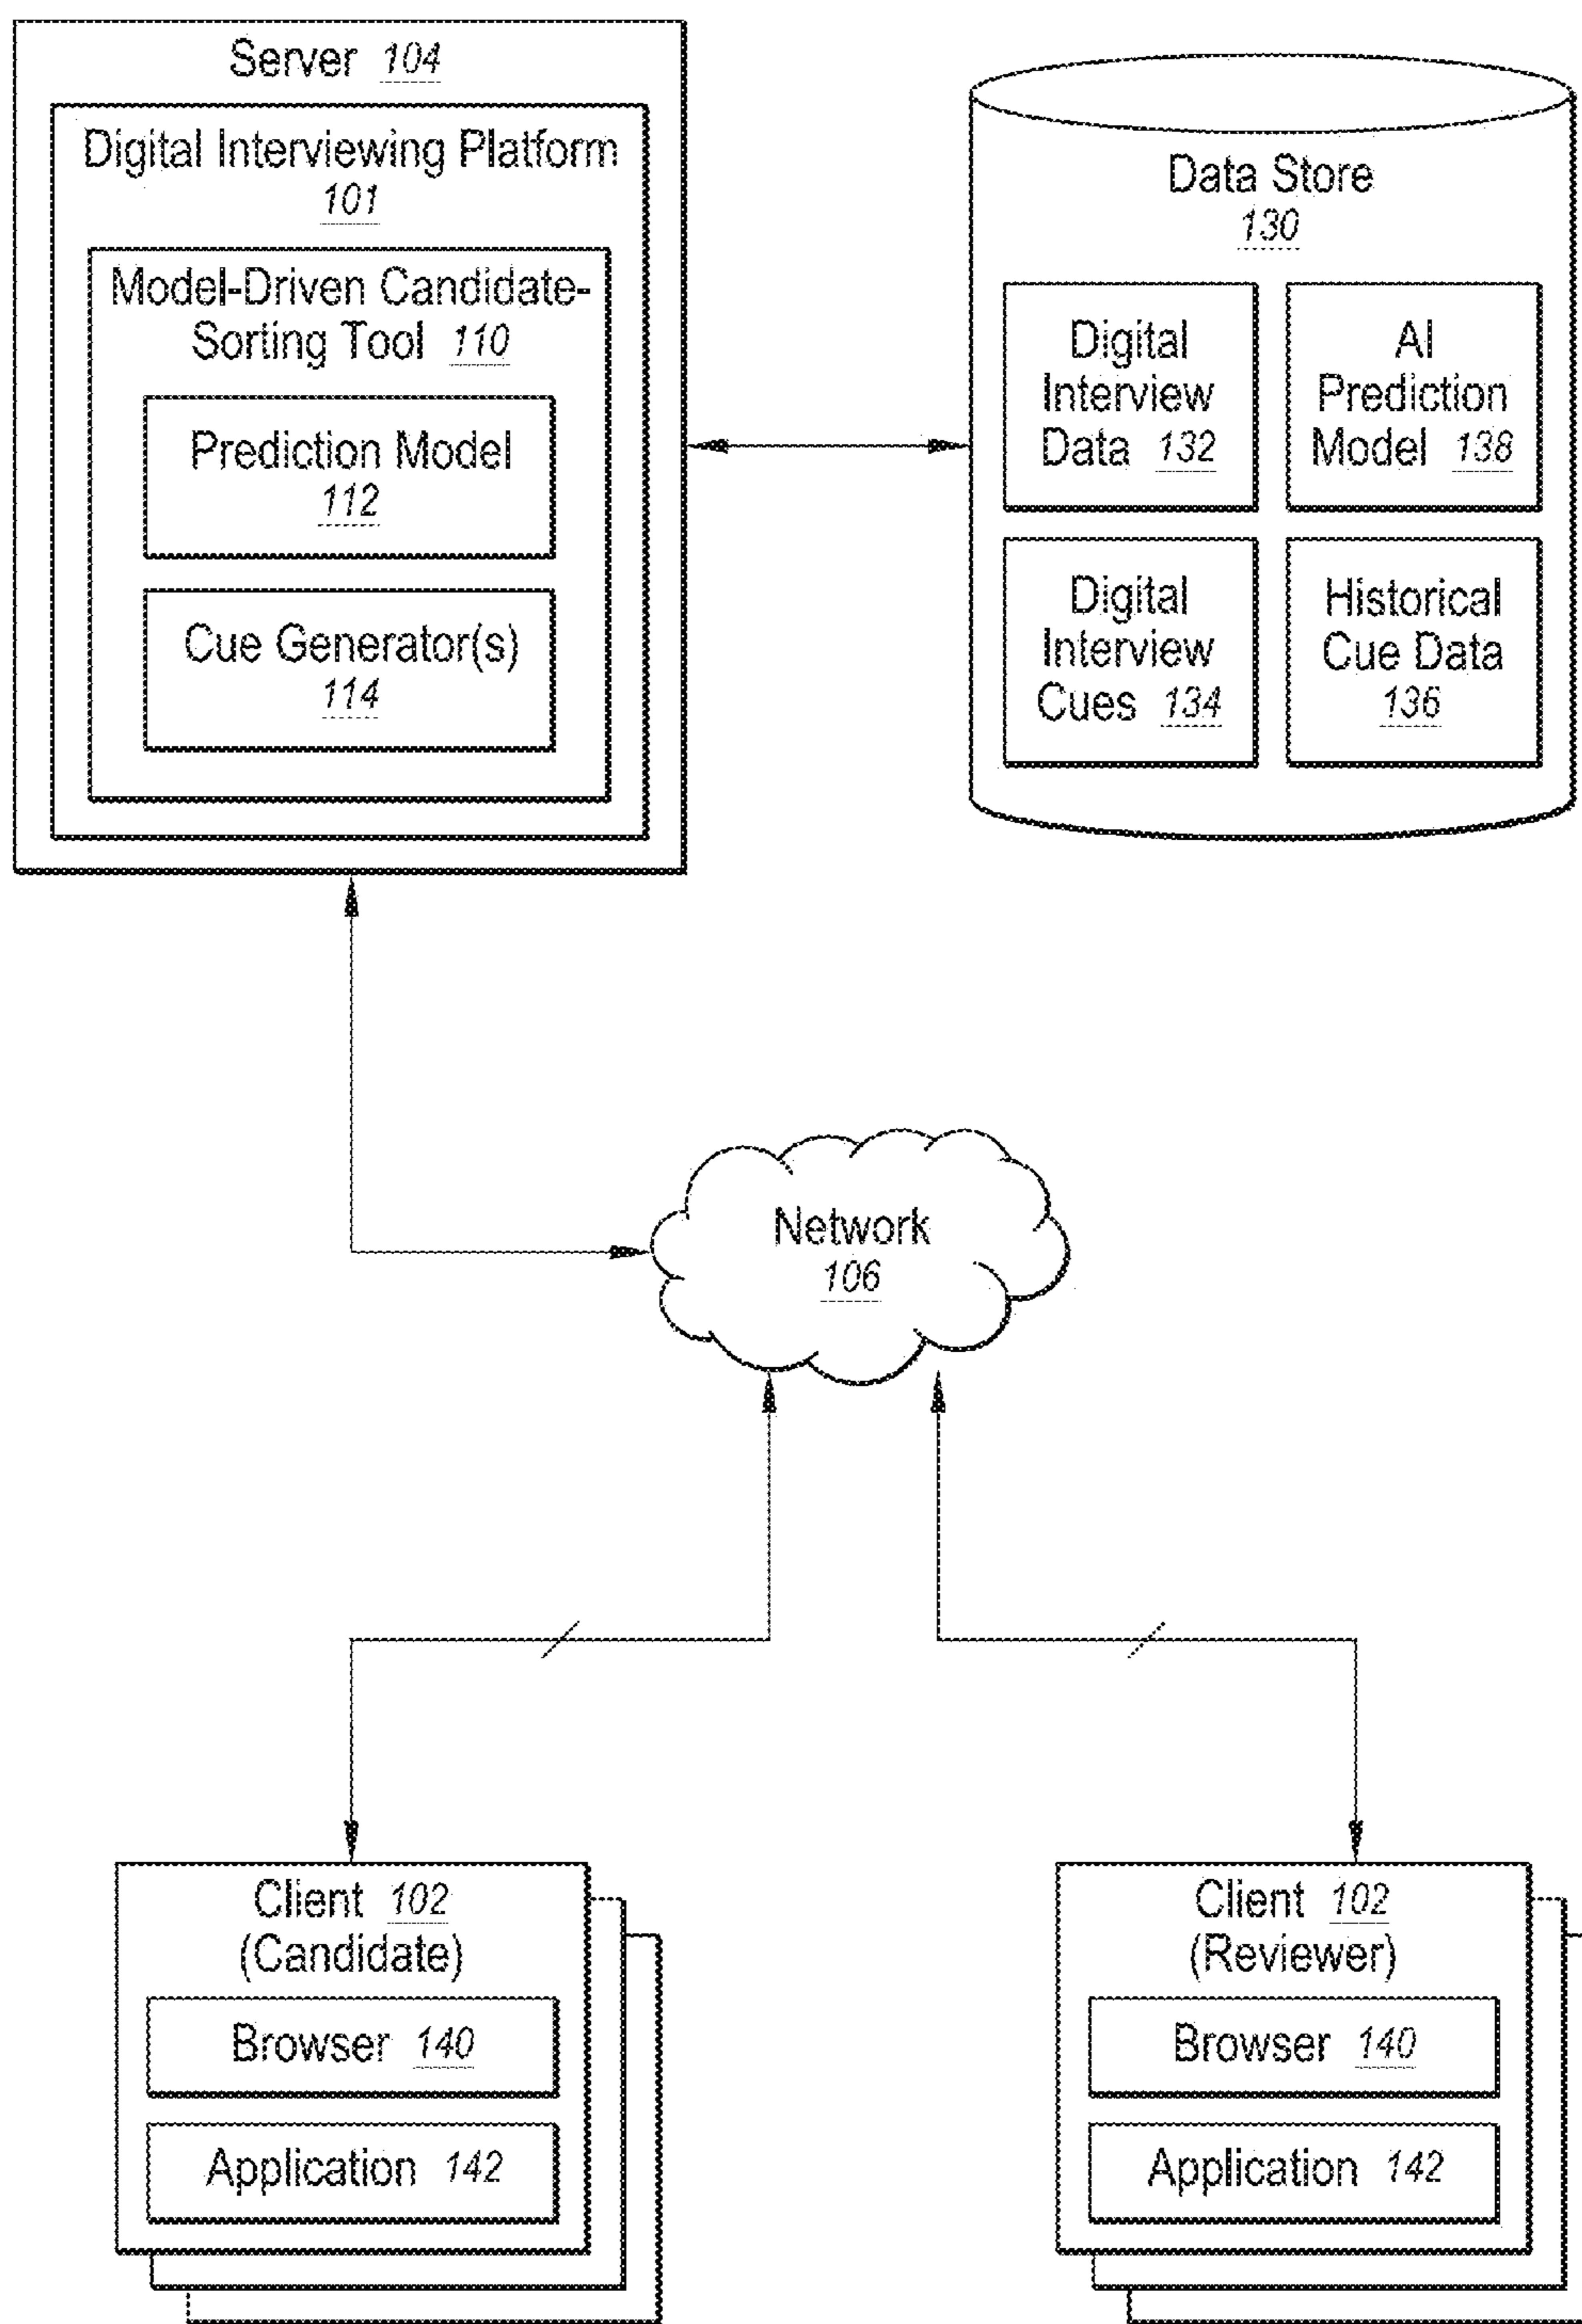 Server 104
Digital Interviewing Platform
101
Model-Driven Candidate-
Sorting Tool 110
Prediction Model
112
Cue Generator(s)
114
Data Store
130
Digital
Interview
Data 132
AI
Prediction
Model 138
Digital
Interview
Cues 134
Historical
Cue Data
136
Network
106
Client 102
(Candidate)
Browser 140
Application 142
Client 102
(Reviewer)
Browser 140
Application 142